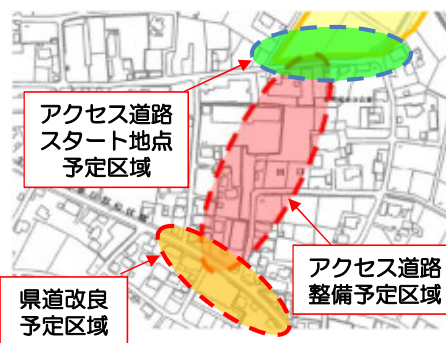 アクセス道路
スタート地点
予定区域
アクセス道路
整備予定区域
県道改良
予定区域